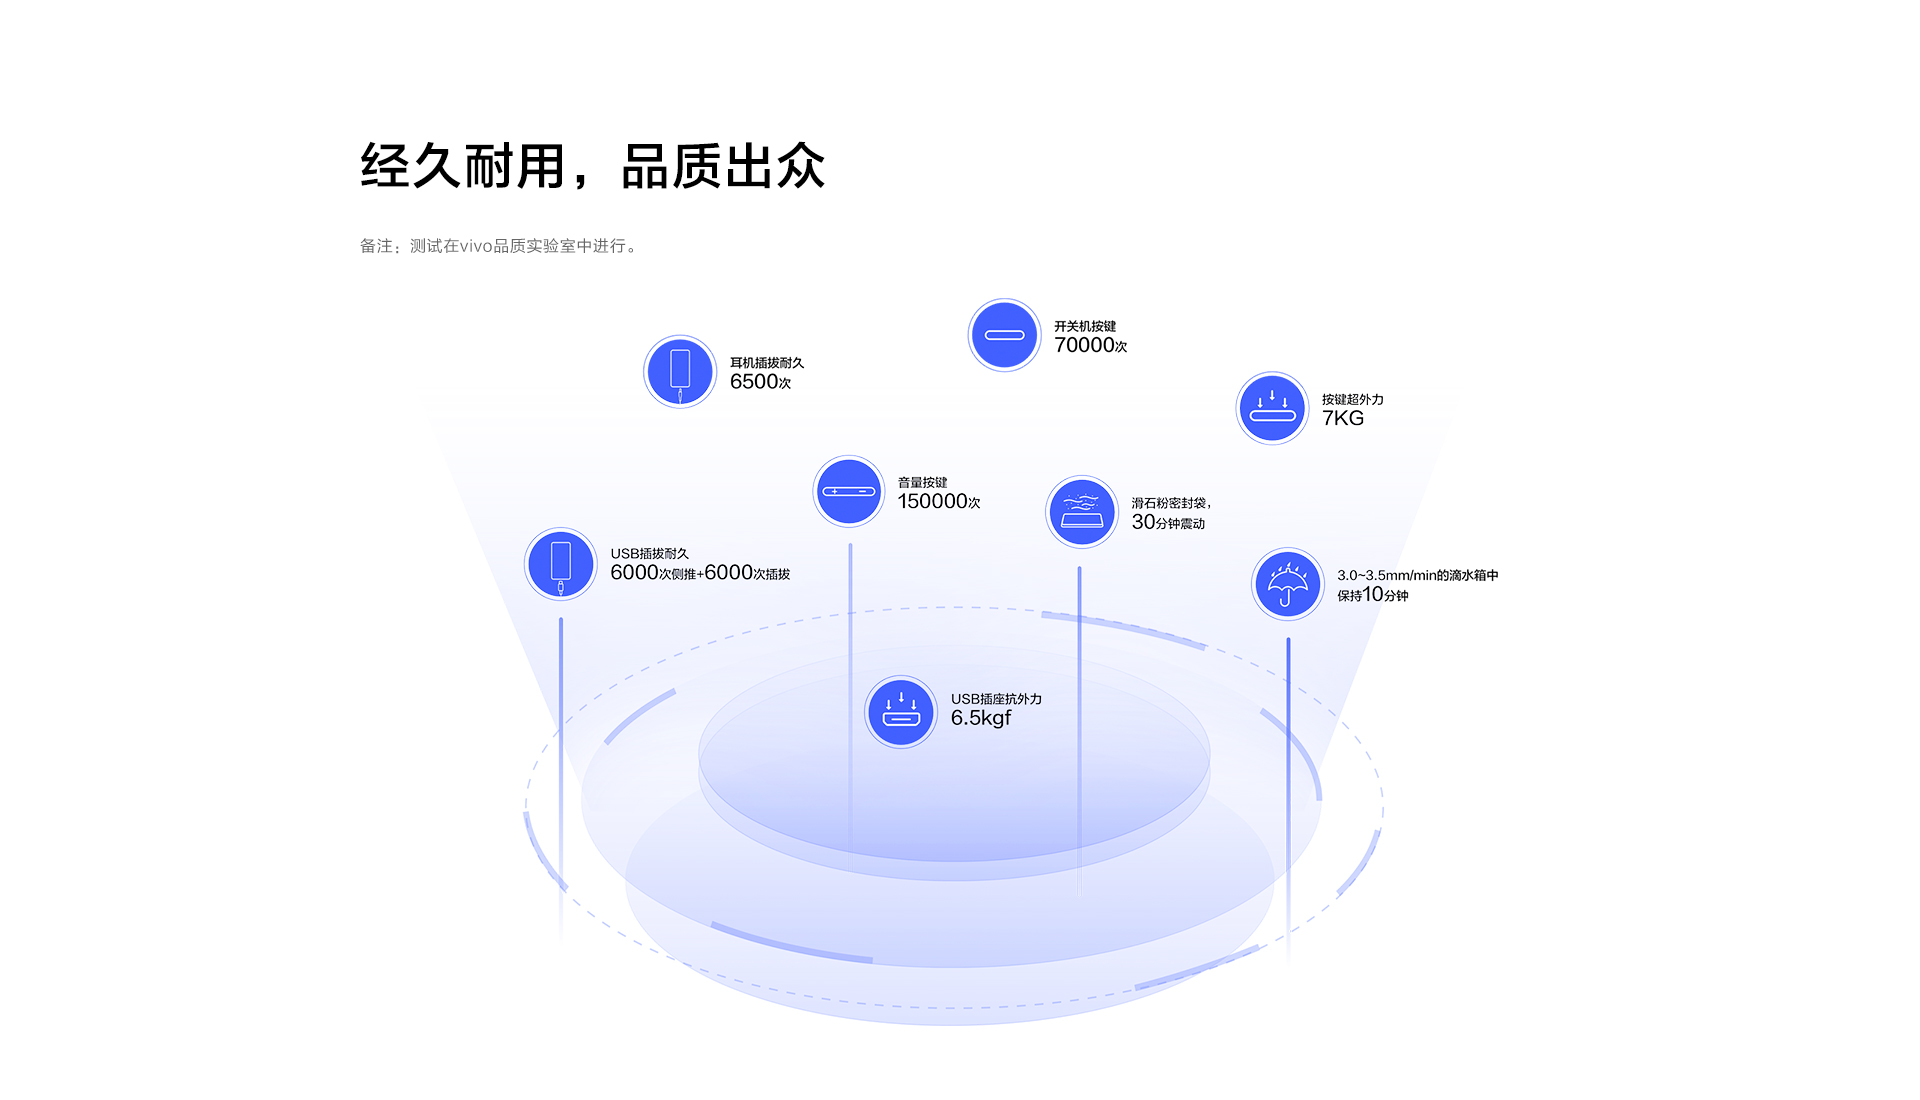 经久耐用，品质出众
备注：测试在vivo品质实验室中进行。
开关机按键
70000次
耳机插拔耐久
6500次
按键超外力
7KG
音量按键
150000次
滑石粉密封袋，
30分钟震动
USB插拔耐久
6000次侧推+6000次插拔
3.0~3.5mm/min的滴水箱中
保持10分钟
USB插座抗外力
6.5kgf